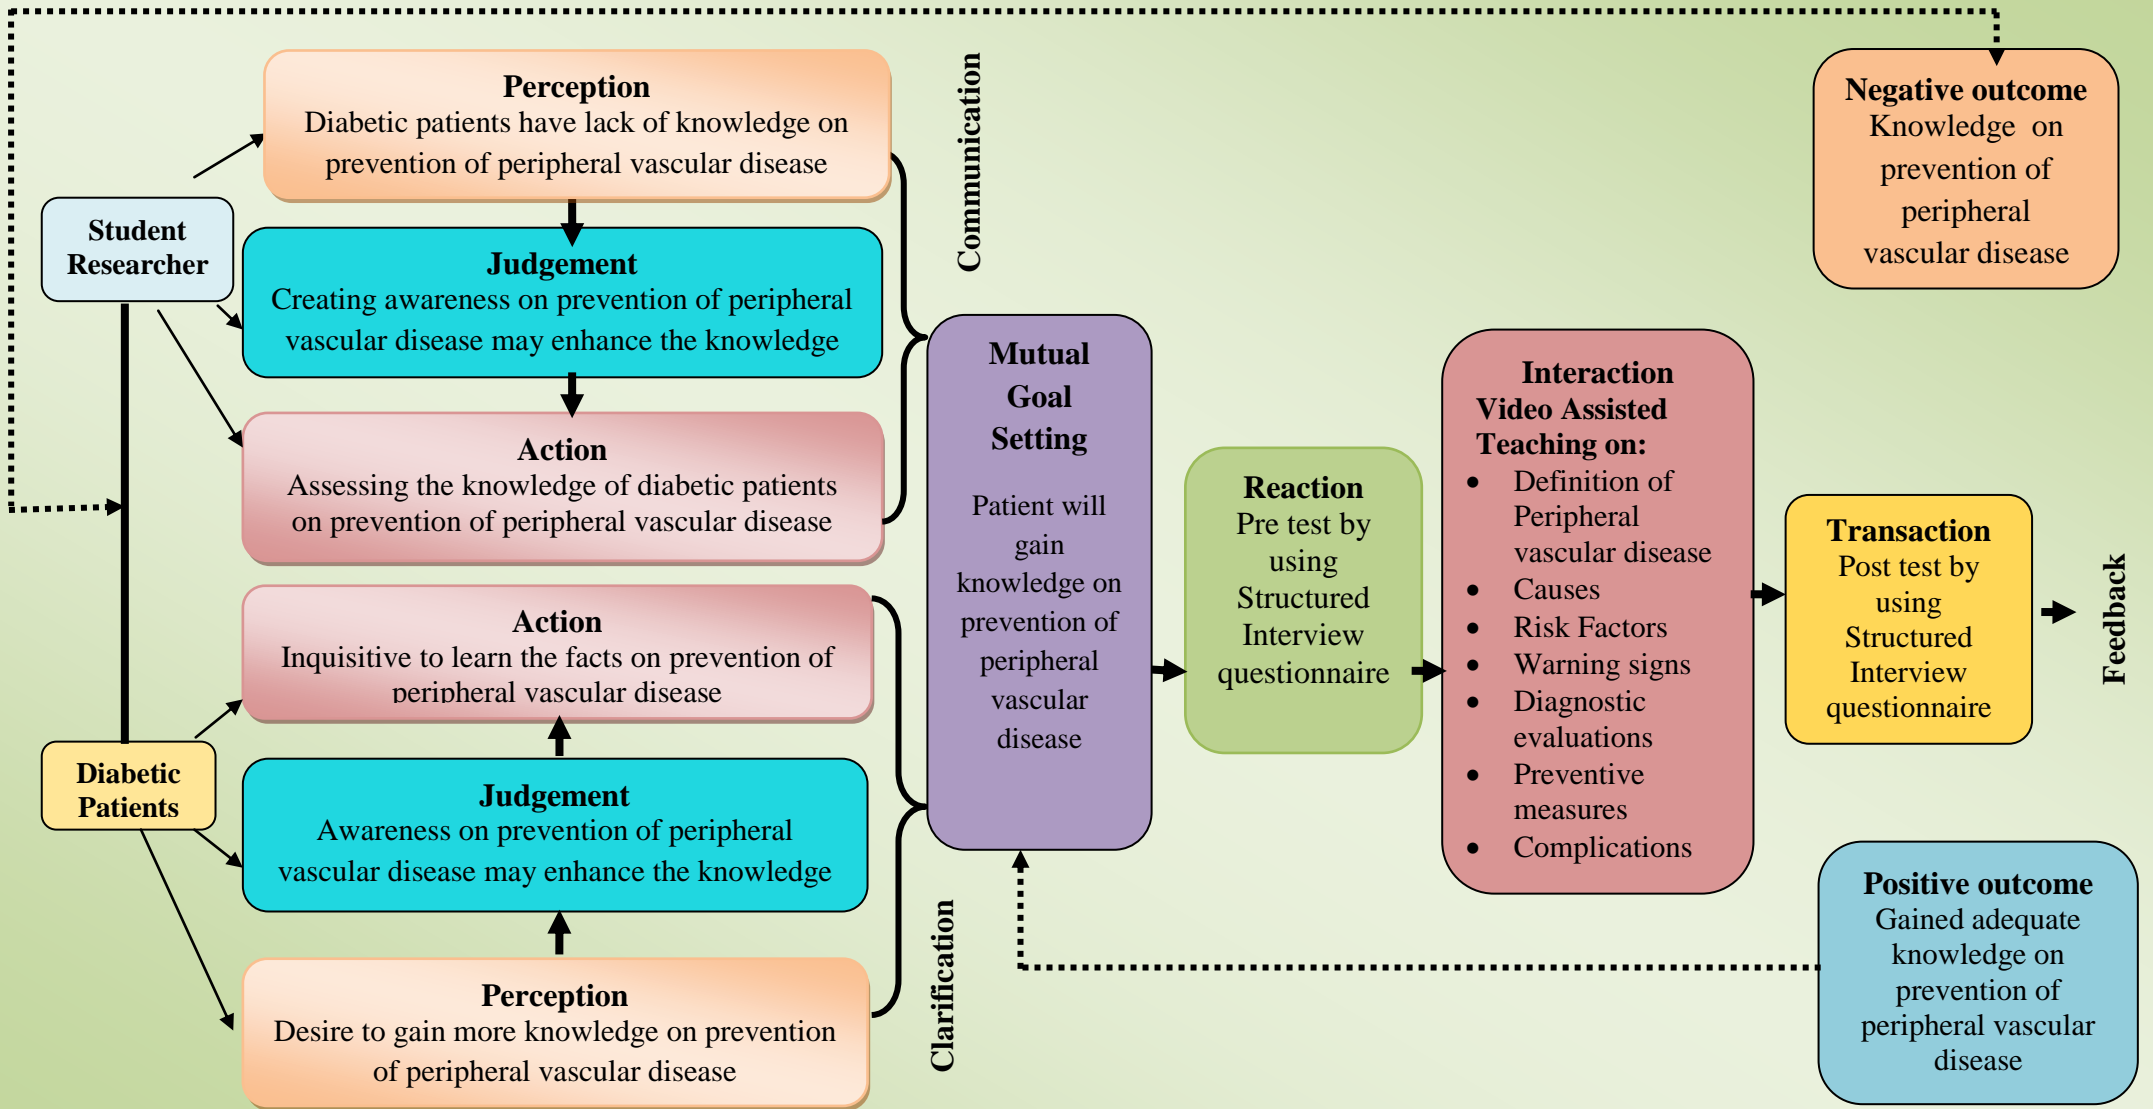 Perception
Diabetic patients have lack of knowledge on
prevention of peripheral vascular disease
Student
Researcher
Judgement
Creating awareness on prevention of peripheral
vascular disease may enhance the knowledge
Action
Assessing the knowledge of diabetic patients
on prevention of peripheral vascular disease
Action
Inquisitive to learn the facts on prevention of
peripheral vascular disease
Diabetic
Patients
Judgement
Awareness on prevention of peripheral
vascular disease may enhance the knowledge
Perception
Desire to gain more knowledge on prevention
of peripheral vascular disease
Communication
Clarification
Mutual
Goal
Setting
Patient will
gain
knowledge on
prevention of
peripheral
vascular
disease
Reaction
Pre test by
using
Structured
Interview
questionnaire
Interaction
Video Assisted
Teaching on:
• Definition of
Peripheral
vascular disease
• Causes
• Risk Factors
• Warning signs
• Diagnostic
evaluations
• Preventive
measures
• Complications
Transaction
Post test by
using
Structured
Interview
questionnaire
Feedback
Negative outcome
Knowledge on
prevention of
peripheral
vascular disease
Positive outcome
Gained adequate
knowledge on
prevention of
peripheral vascular
disease